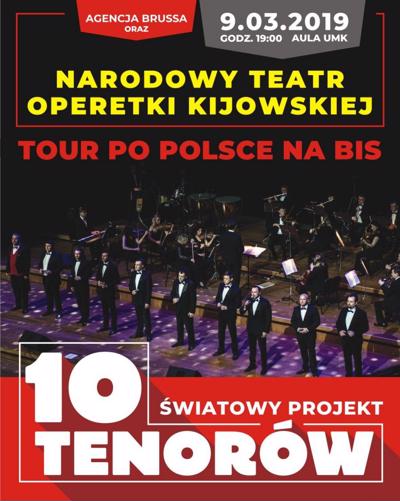 AGENCJA BRUSSA
ORAZ
9.03.2019
GODZ. 19:00 AULA UMK
NARODOWY TEATR
OPERETKI KIJOWSKIEJ
TOUR PO POLSCE NA BIS
10
ŚWIATOWY PROJEKT
TENORÓW